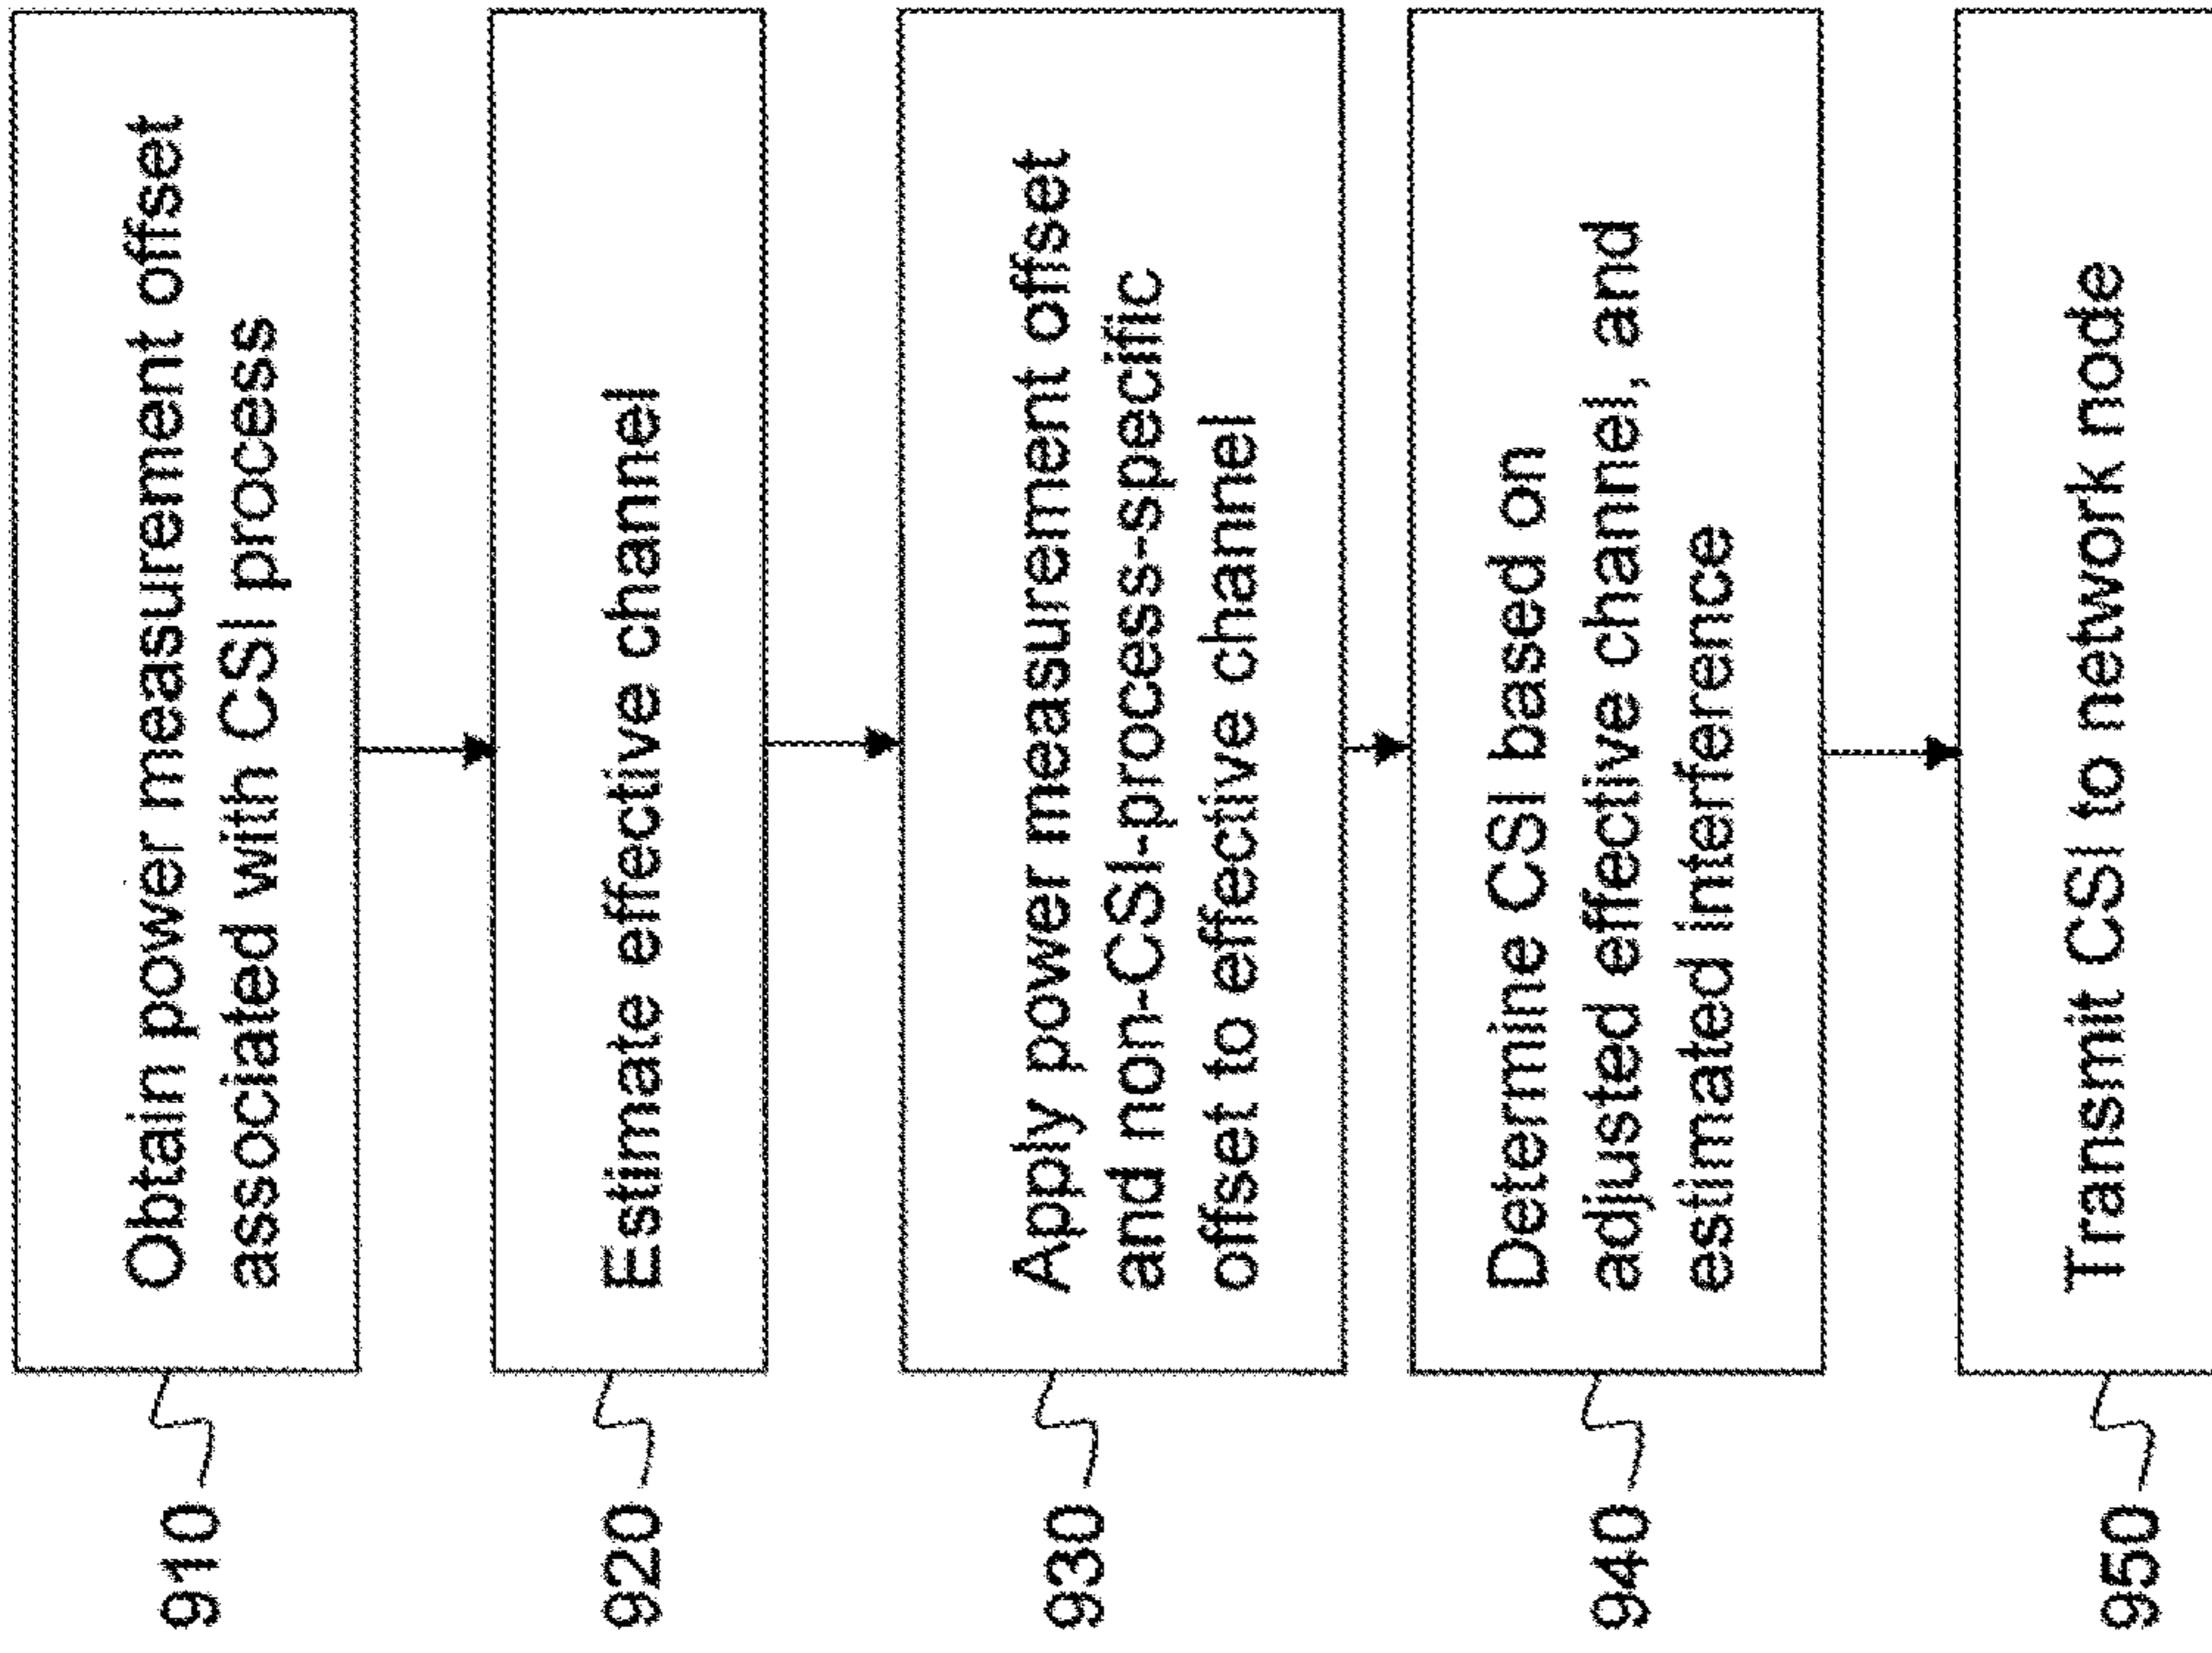 910
Obtain power measurement offset
associated with CSI process
920
Estimate effective channel
930
Apply power measurement offset
and non-CSI-process-specific
offset to effective channel
940
Determine CSI based on
adjusted effective channel, and
estimated interference
950
Transmit CSI to network node